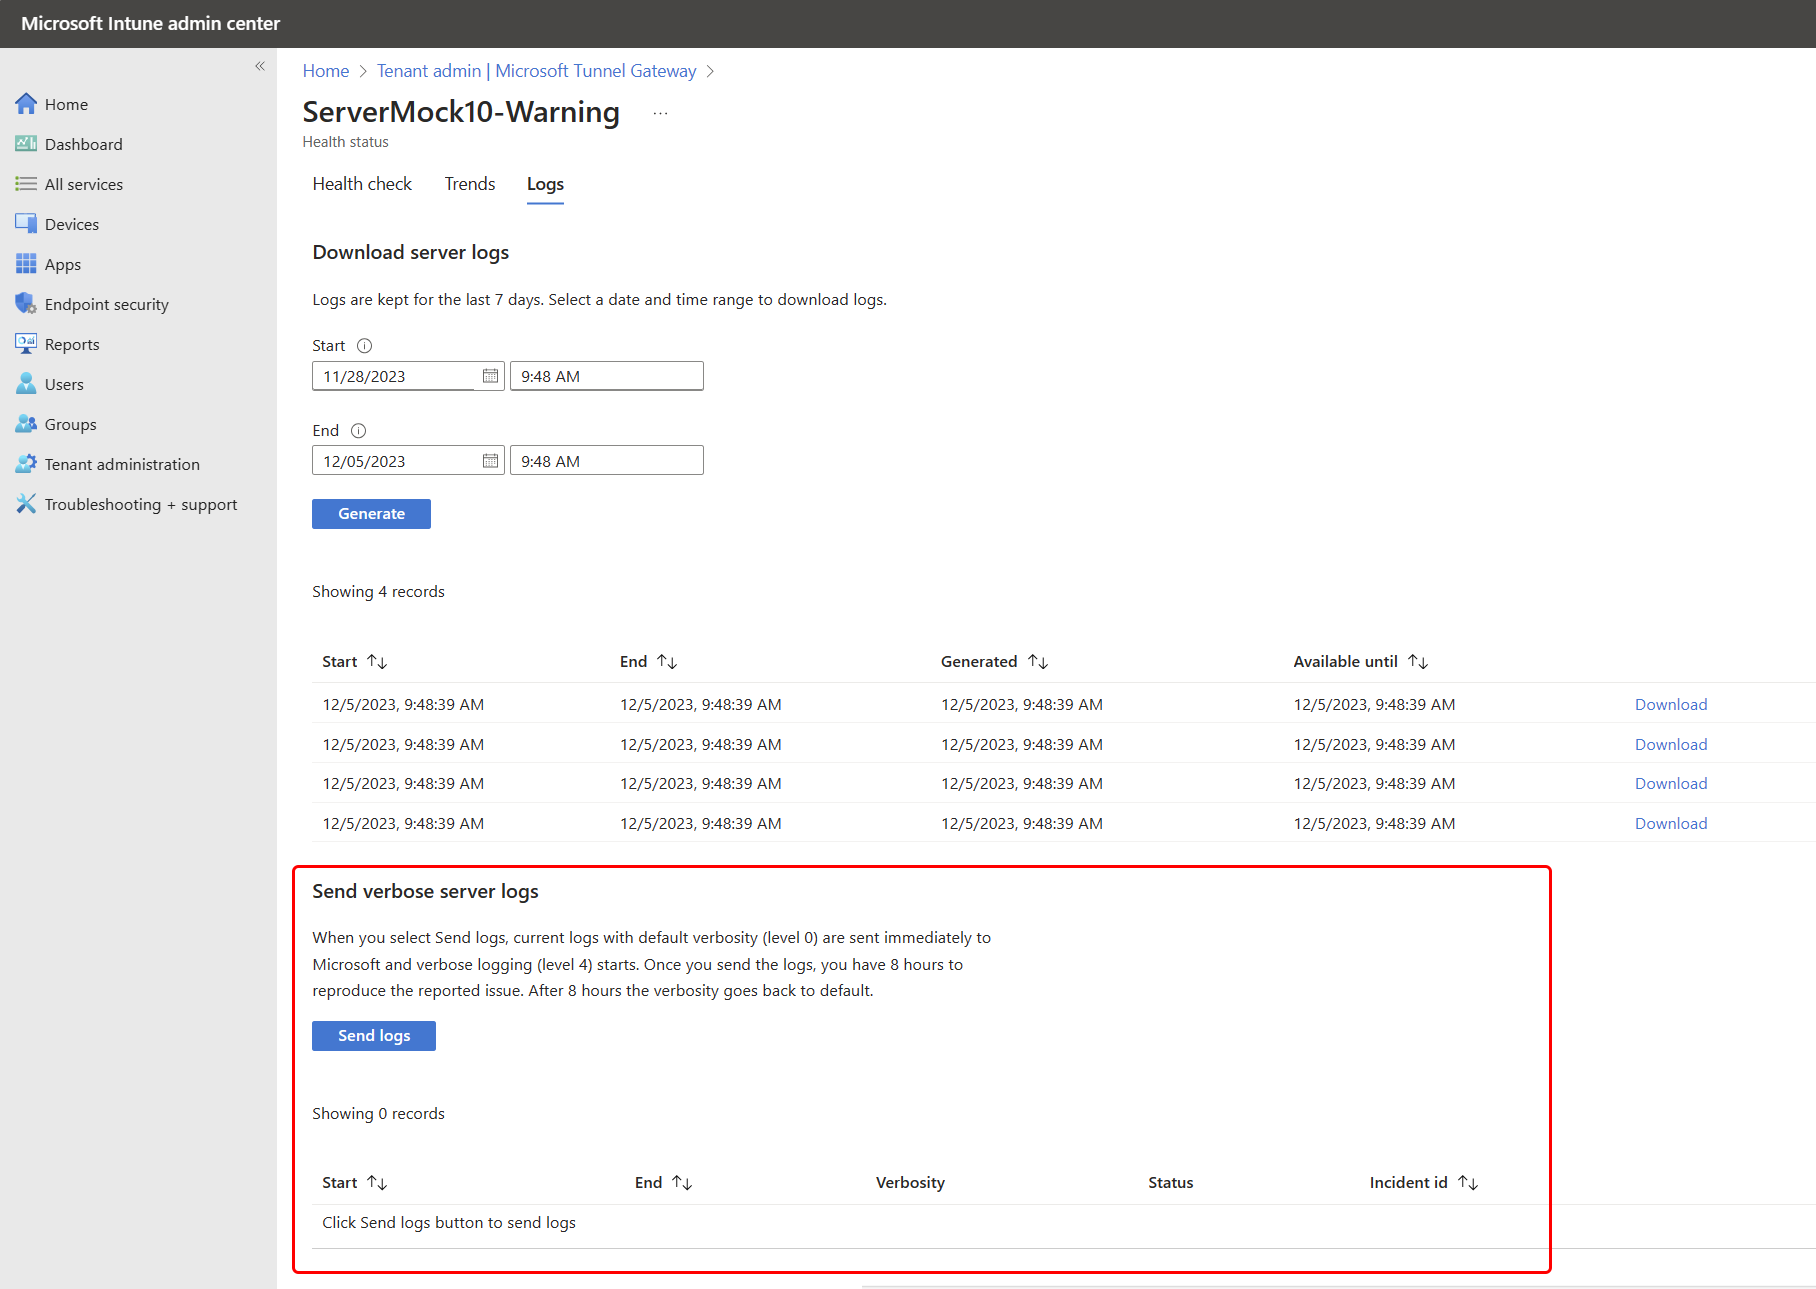 Microsoft Intune admin center
«
Home > Tenant admin | Microsoft Tunnel Gateway >
Home
Dashboard
All services
Devices
Apps
Endpoint security
Reports
Users
Groups
Tenant administration
Troubleshooting + support
ServerMock10-Warning ...
Health status
Health check Trends Logs
Download server logs
Logs are kept for the last 7 days. Select a date and time range to download logs.
Start
11/28/2023 9:48 AM
End
12/05/2023 9:48 AM
Generate
Showing 4 records
Start ↑↓ End ↑↓ Generated ↑↓ Available until ↑↓
12/5/2023, 9:48:39 AM 12/5/2023, 9:48:39 AM 12/5/2023, 9:48:39 AM 12/5/2023, 9:48:39 AM Download
12/5/2023, 9:48:39 AM 12/5/2023, 9:48:39 AM 12/5/2023, 9:48:39 AM 12/5/2023, 9:48:39 AM Download
12/5/2023, 9:48:39 AM 12/5/2023, 9:48:39 AM 12/5/2023, 9:48:39 AM 12/5/2023, 9:48:39 AM Download
12/5/2023, 9:48:39 AM 12/5/2023, 9:48:39 AM 12/5/2023, 9:48:39 AM 12/5/2023, 9:48:39 AM Download
Send verbose server logs
When you select Send logs, current logs with default verbosity (level 0) are sent immediately to
Microsoft and verbose logging (level 4) starts. Once you send the logs, you have 8 hours to
reproduce the reported issue. After 8 hours the verbosity goes back to default.
Send logs
Showing 0 records
Start ↑↓ End ↑↓ Verbosity Status Incident id ↑↓
Click Send logs button to send logs